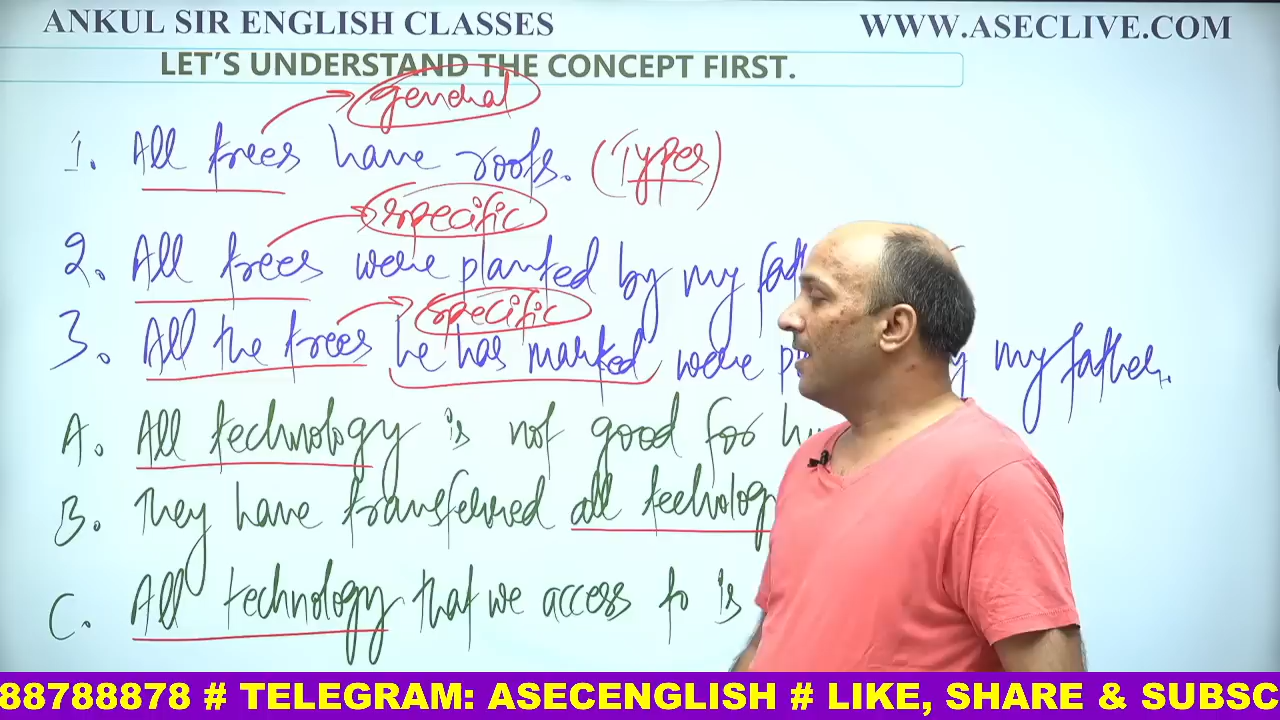 ANKUL SIR ENGLISH CLASSES
WWW.ASECLIVE.COM
LET'S UNDERSTAND THE CONCEPT FIRST.
general
1. All trees have roofs. (Types)
specific
2. All trees were planted by my
specific
3. All the trees he has marked were my father.
A. All technology is not good for
B. They have transferred all
C. All technology that we access to is
88788878 # TELEGRAM: ASECENGLISH # LIKE, SHARE & SUBSC